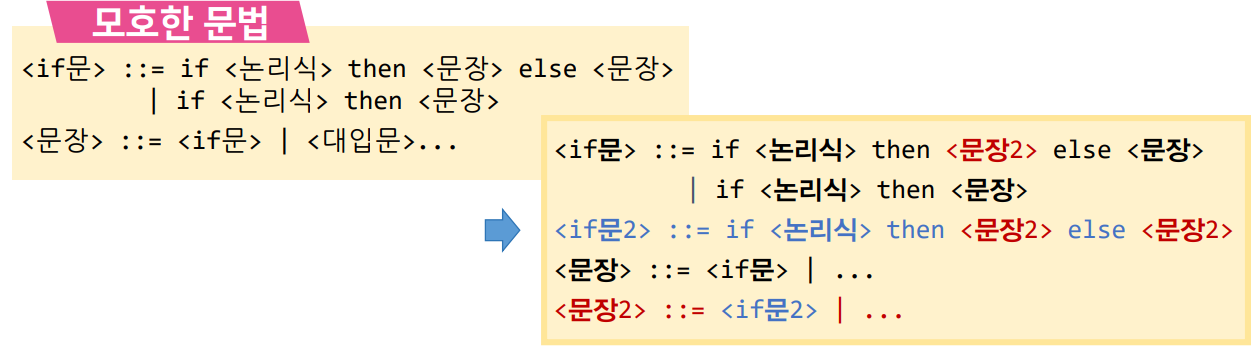 모호한 문법
<if문> ::= if <논리식> then <문장> else <문장>
| if <논리식> then <문장>
<문장> ::= <if문> | <대입문>...
<if문> ::= if <논리식> then <문장2> else <문장>
| if <논리식> then <문장>
<if문2> ::= if <논리식> then <문장2> else <문장2>
<문장> ::= <if문> | ...
<문장2> ::= <if문2> | ...